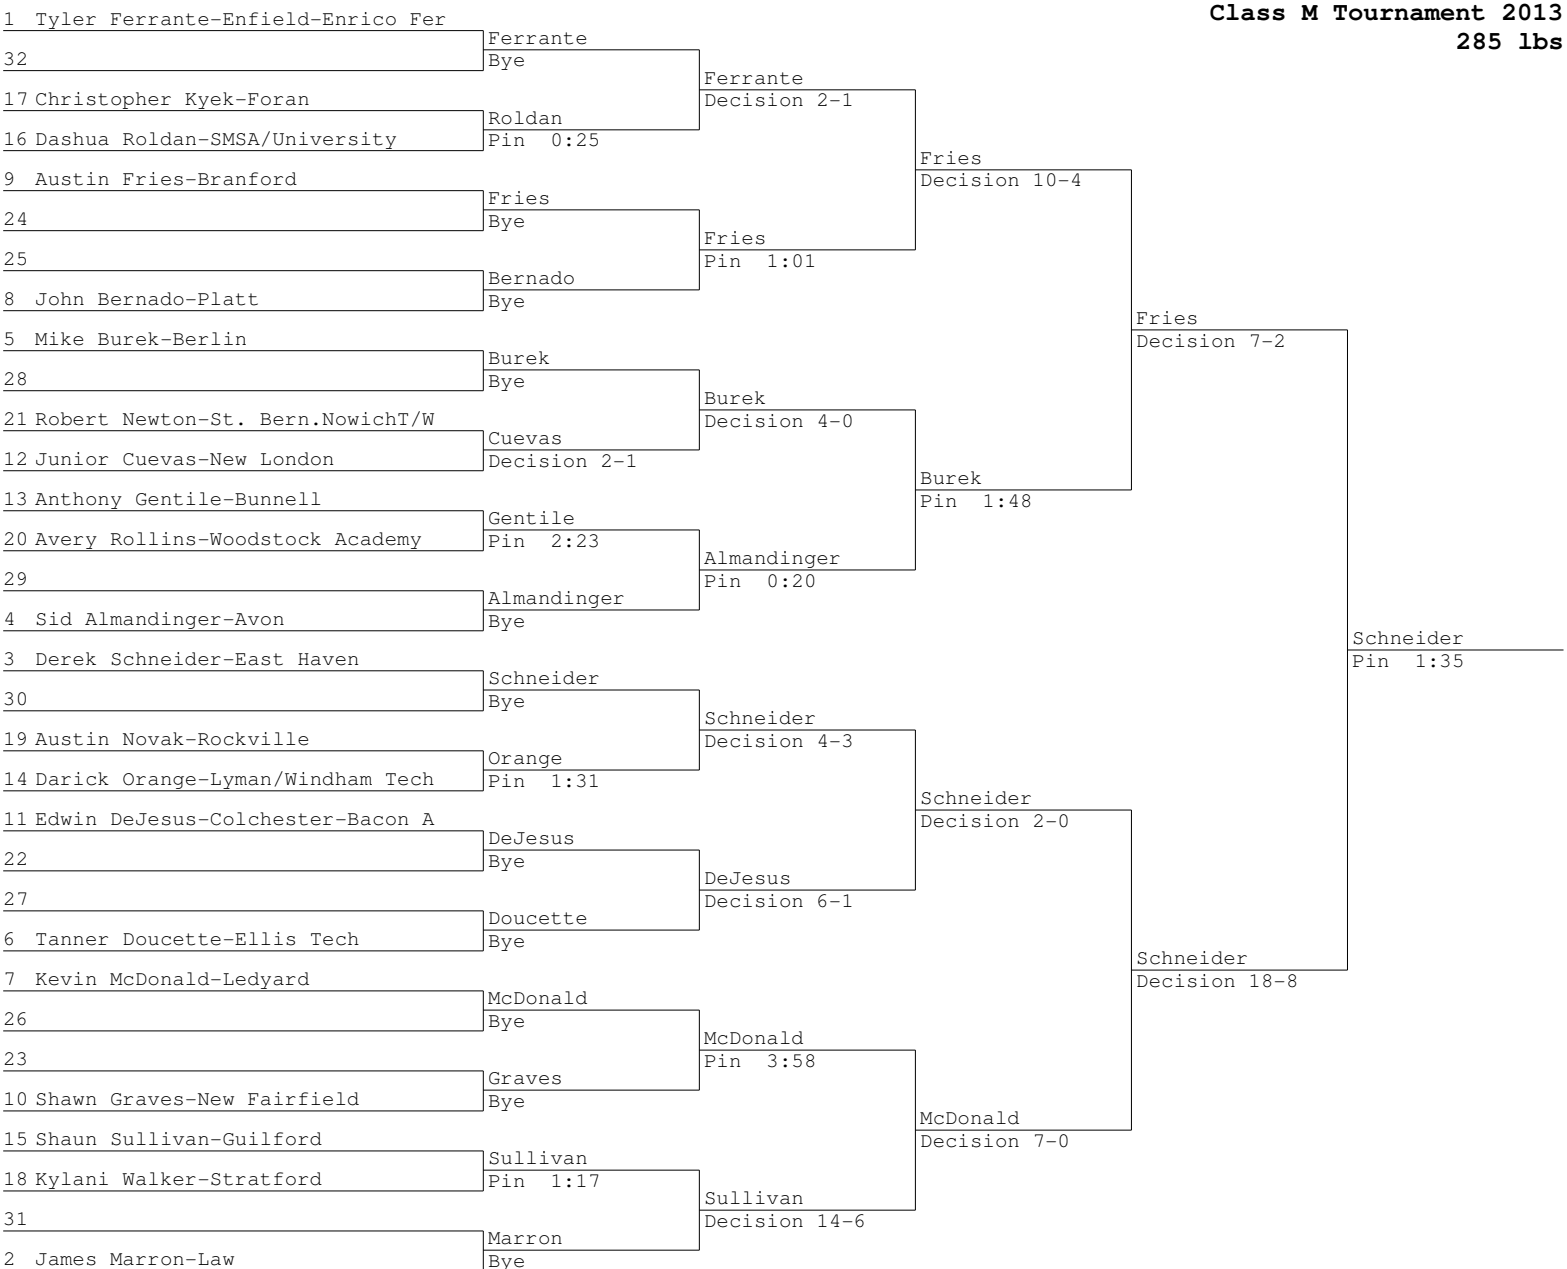 Class M Tournament 2013
285 lbs
1 Tyler Ferrante-Enfield-Enrico Fer
32
17 Christopher Kyek-Foran
16 Dashua Roldan-SMSA/University
9 Austin Fries-Branford
24
25
8 John Bernado-Platt
5 Mike Burek-Berlin
28
21 Robert Newton-St. Bern.NowichT/W
12 Junior Cuevas-New London
13 Anthony Gentile-Bunnell
20 Avery Rollins-Woodstock Academy
29
4 Sid Almandinger-Avon
3 Derek Schneider-East Haven
30
19 Austin Novak-Rockville
14 Darick Orange-Lyman/Windham Tech
11 Edwin DeJesus-Colchester-Bacon A
22
27
6 Tanner Doucette-Ellis Tech
7 Kevin McDonald-Ledyard
26
23
10 Shawn Graves-New Fairfield
15 Shaun Sullivan-Guilford
18 Kylani Walker-Stratford
31
2 James Marron-Law
Ferrante
Bye
Roldan
Pin 0:25
Fries
Bye
Bernado
Bye
Burek
Bye
Cuevas
Decision 2-1
Gentile
Pin 2:23
Almandinger
Bye
Schneider
Bye
Orange
Pin 1:31
DeJesus
Bye
Doucette
Bye
McDonald
Bye
Graves
Bye
Sullivan
Pin 1:17
Marron
Bye
Ferrante
Decision 2-1
Fries
Pin 1:01
Burek
Decision 4-0
Almandinger
Pin 0:20
Schneider
Decision 4-3
DeJesus
Decision 6-1
McDonald
Pin 3:58
Sullivan
Decision 14-6
Fries
Decision 10-4
Burek
Pin 1:48
Schneider
Decision 2-0
McDonald
Decision 7-0
Fries
Decision 7-2
Schneider
Decision 18-8
Schneider
Pin 1:35